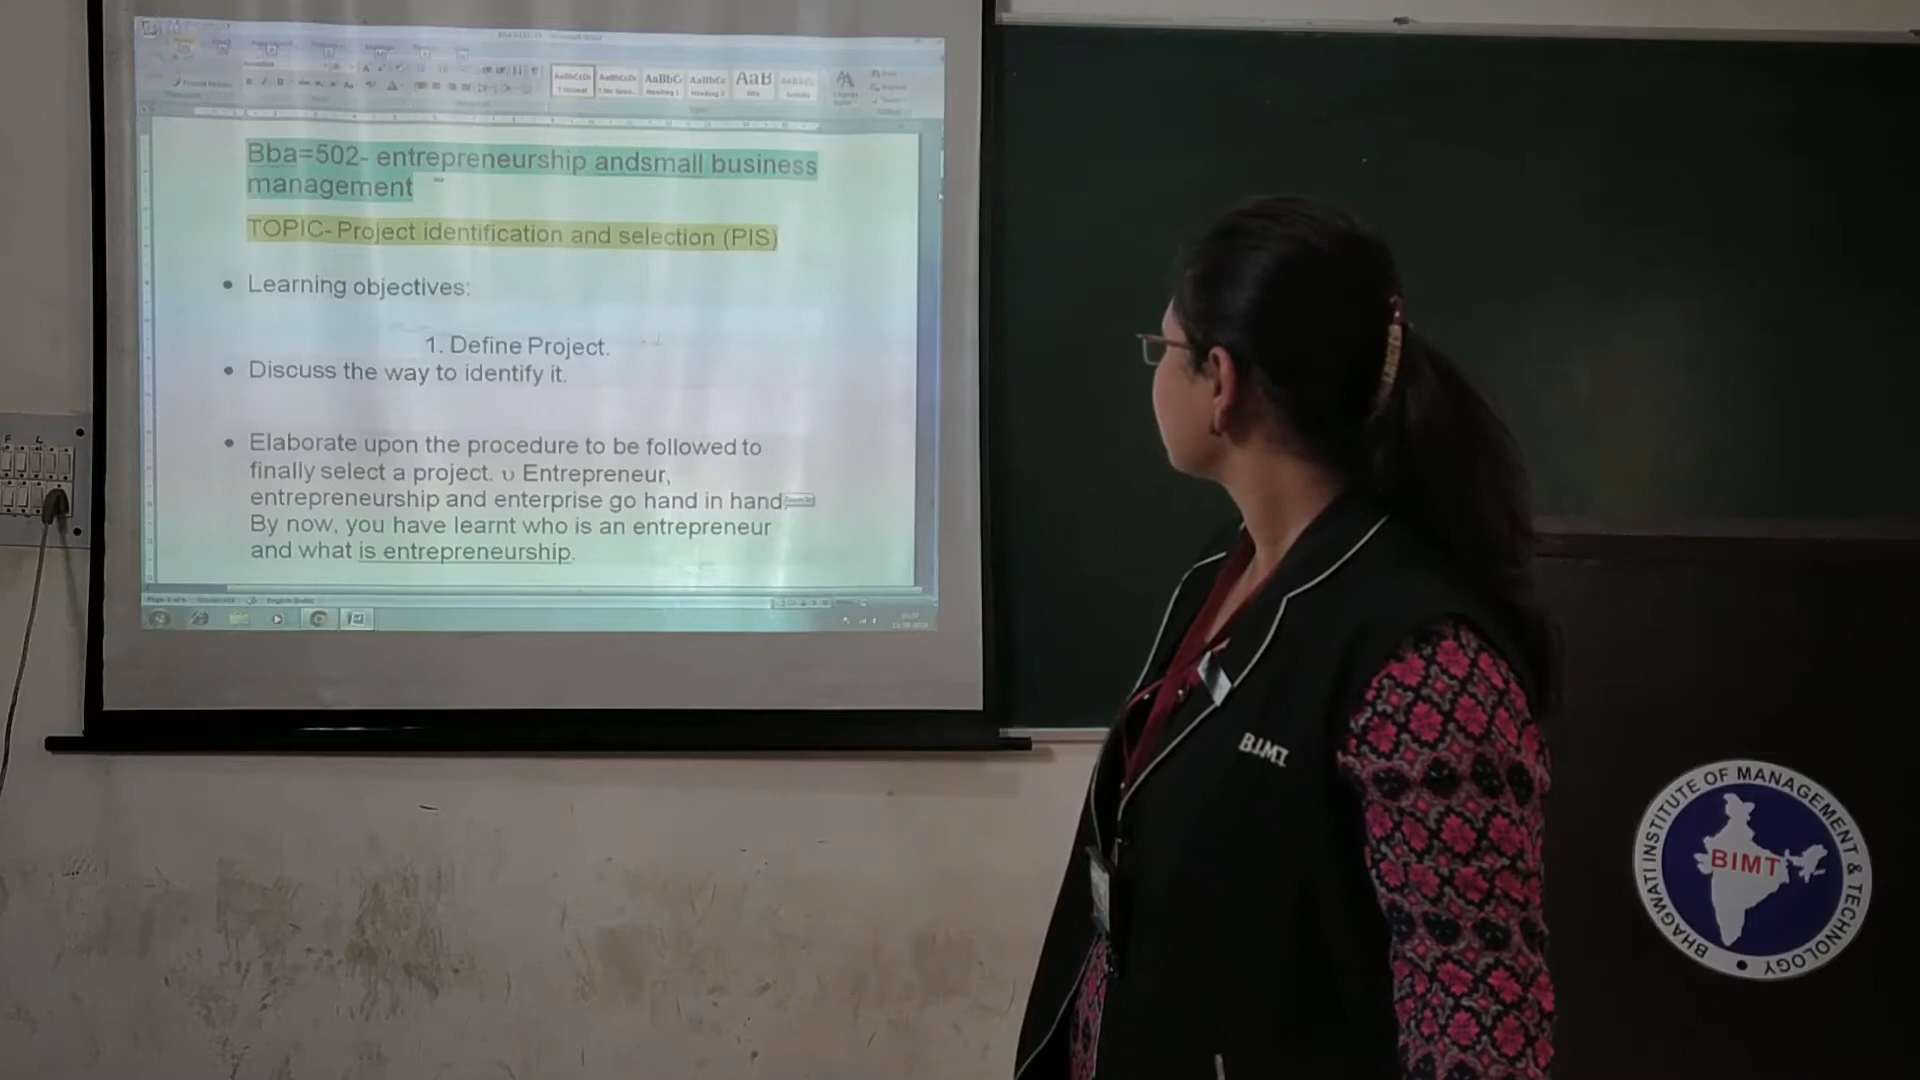 Bba=502- entrepreneurship andsmall business
management
TOPIC- Project identification and selection (PIS)
• Learning objectives:
1. Define Project.
• Discuss the way to identify it.
• Elaborate upon the procedure to be followed to
finally select a project. υ Entrepreneur,
entrepreneurship and enterprise go hand in hand.
By now, you have learnt who is an entrepreneur
and what is entrepreneurship.
F L
B.I.M.T
BHAGWATI INSTITUTE OF MANAGEMENT & TECHNOLOGY
BIMT